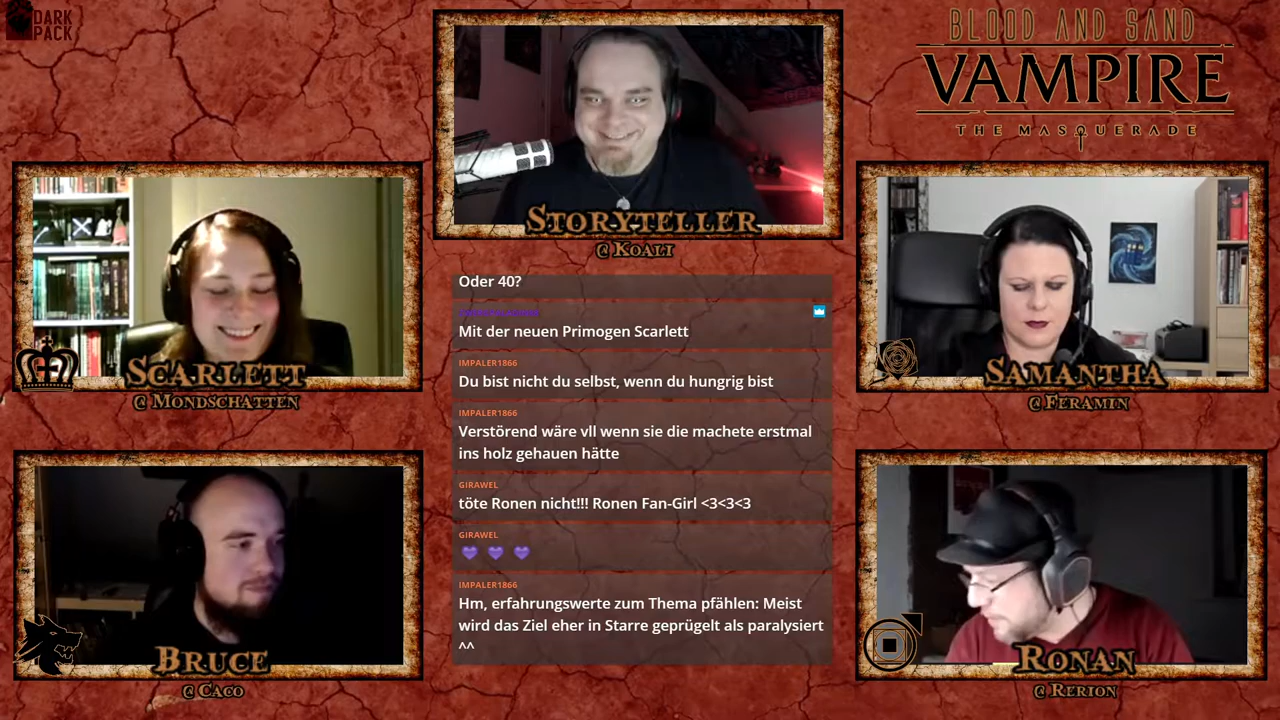 DARK
PACK
BLOOD AND SAND
VAMPIRE
THE MASQUERADE
STORYTELLER
@ KOALI
SCARLETT
@ MONDSCHATTEN
SAMANTHA
@ FERAMIN
Oder 40?
Mit der neuen Primogen Scarlett
IMPALER1866
Du bist nicht du selbst, wenn du hungrig bist
IMPALER1866
Verstörend wäre vll wenn sie die machete erstmal
ins holz gehauen hätte
GIRAWEL
töte Ronen nicht!!! Ronen Fan-Girl <3<3<3
GIRAWEL
IMPALER1866
Hm, erfahrungswerte zum Thema pfählen: Meist
wird das Ziel eher in Starre geprügelt als paralysiert
^^
BRUCE
@ CACO
RONAN
@ RERION